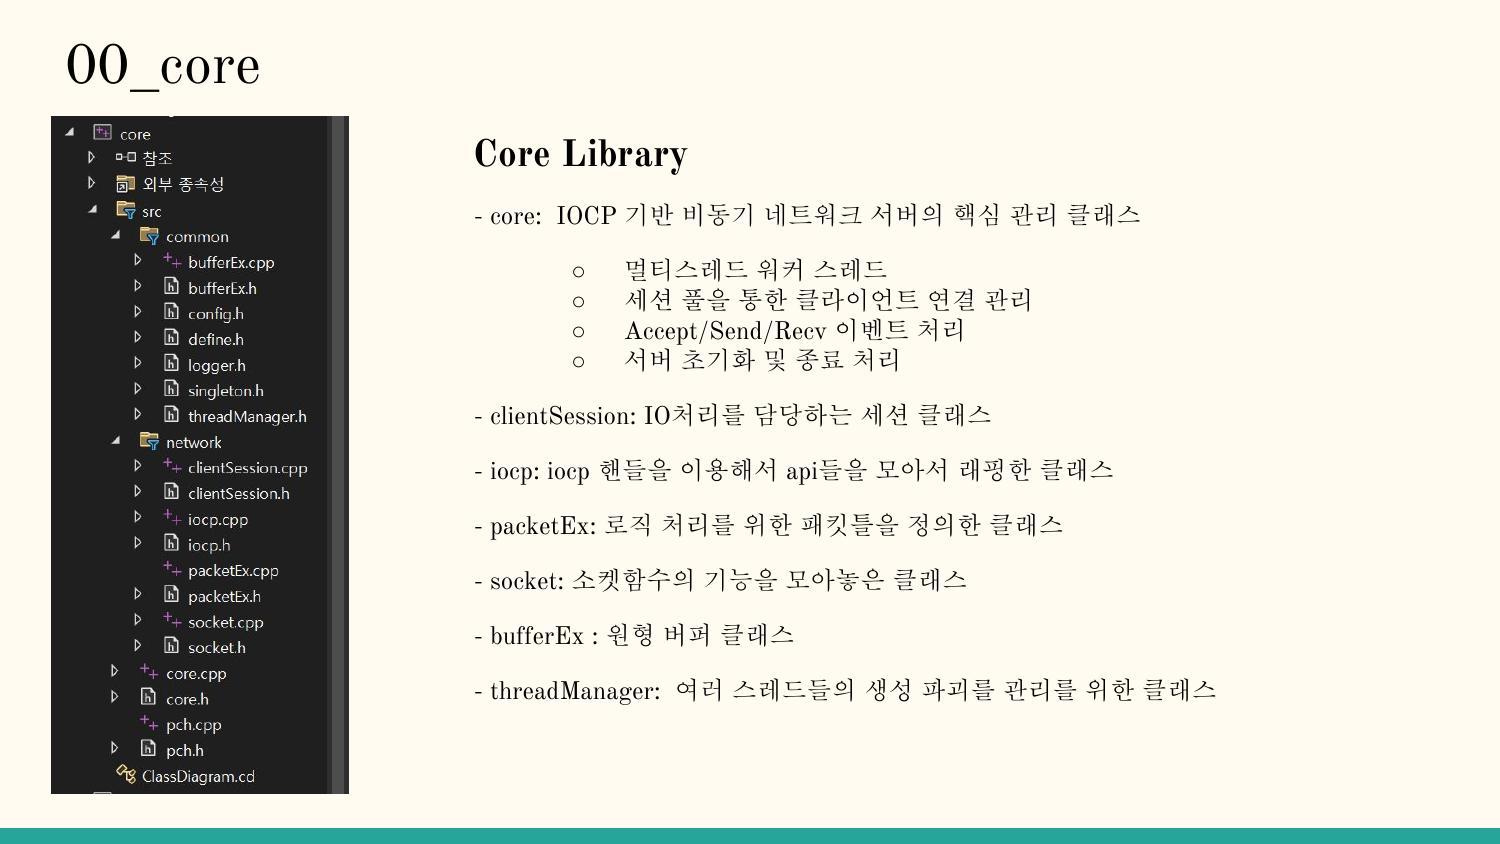 00_core
core
참조
외부 종속성
src
common
bufferEx.cpp
bufferEx.h
config.h
define.h
logger.h
singleton.h
threadManager.h
network
clientSession.cpp
clientSession.h
iocp.cpp
iocp.h
packetEx.cpp
packetEx.h
socket.cpp
socket.h
core.cpp
core.h
pch.cpp
pch.h
ClassDiagram.cd
Core Library
- core:  IOCP 기반 비동기 네트워크 서버의 핵심 관리 클래스
○ 멀티스레드 워커 스레드
○ 세션 풀을 통한 클라이언트 연결 관리
○ Accept/Send/Recv 이벤트 처리
○ 서버 초기화 및 종료 처리
- clientSession: IO처리를 담당하는 세션 클래스
- iocp: iocp 핸들을 이용해서 api들을 모아서 래핑한 클래스
- packetEx: 로직 처리를 위한 패킷틀을 정의한 클래스
- socket: 소켓함수의 기능을 모아놓은 클래스
- bufferEx : 원형 버퍼 클래스
- threadManager:  여러 스레드들의 생성 파괴를 관리를 위한 클래스